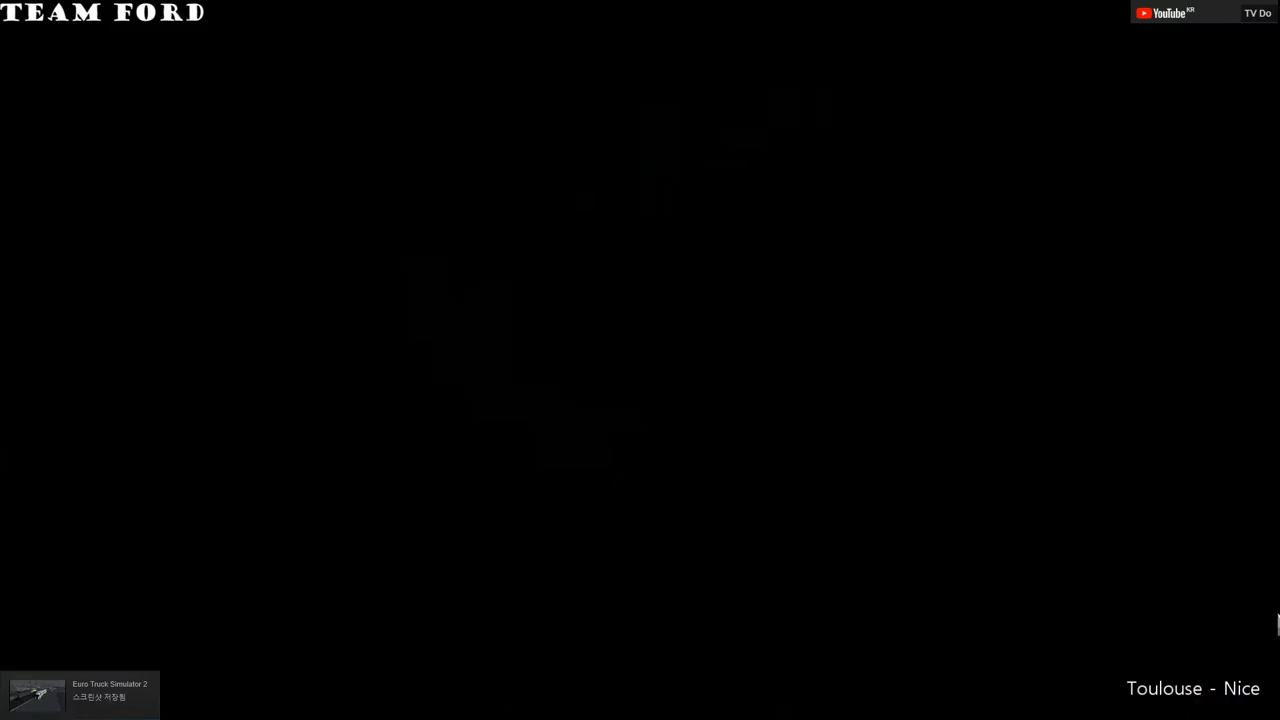 TEAM FORD
YouTube KR
TV Do
Euro Truck Simulator 2
스크린샷 저장됨
Toulouse - Nice